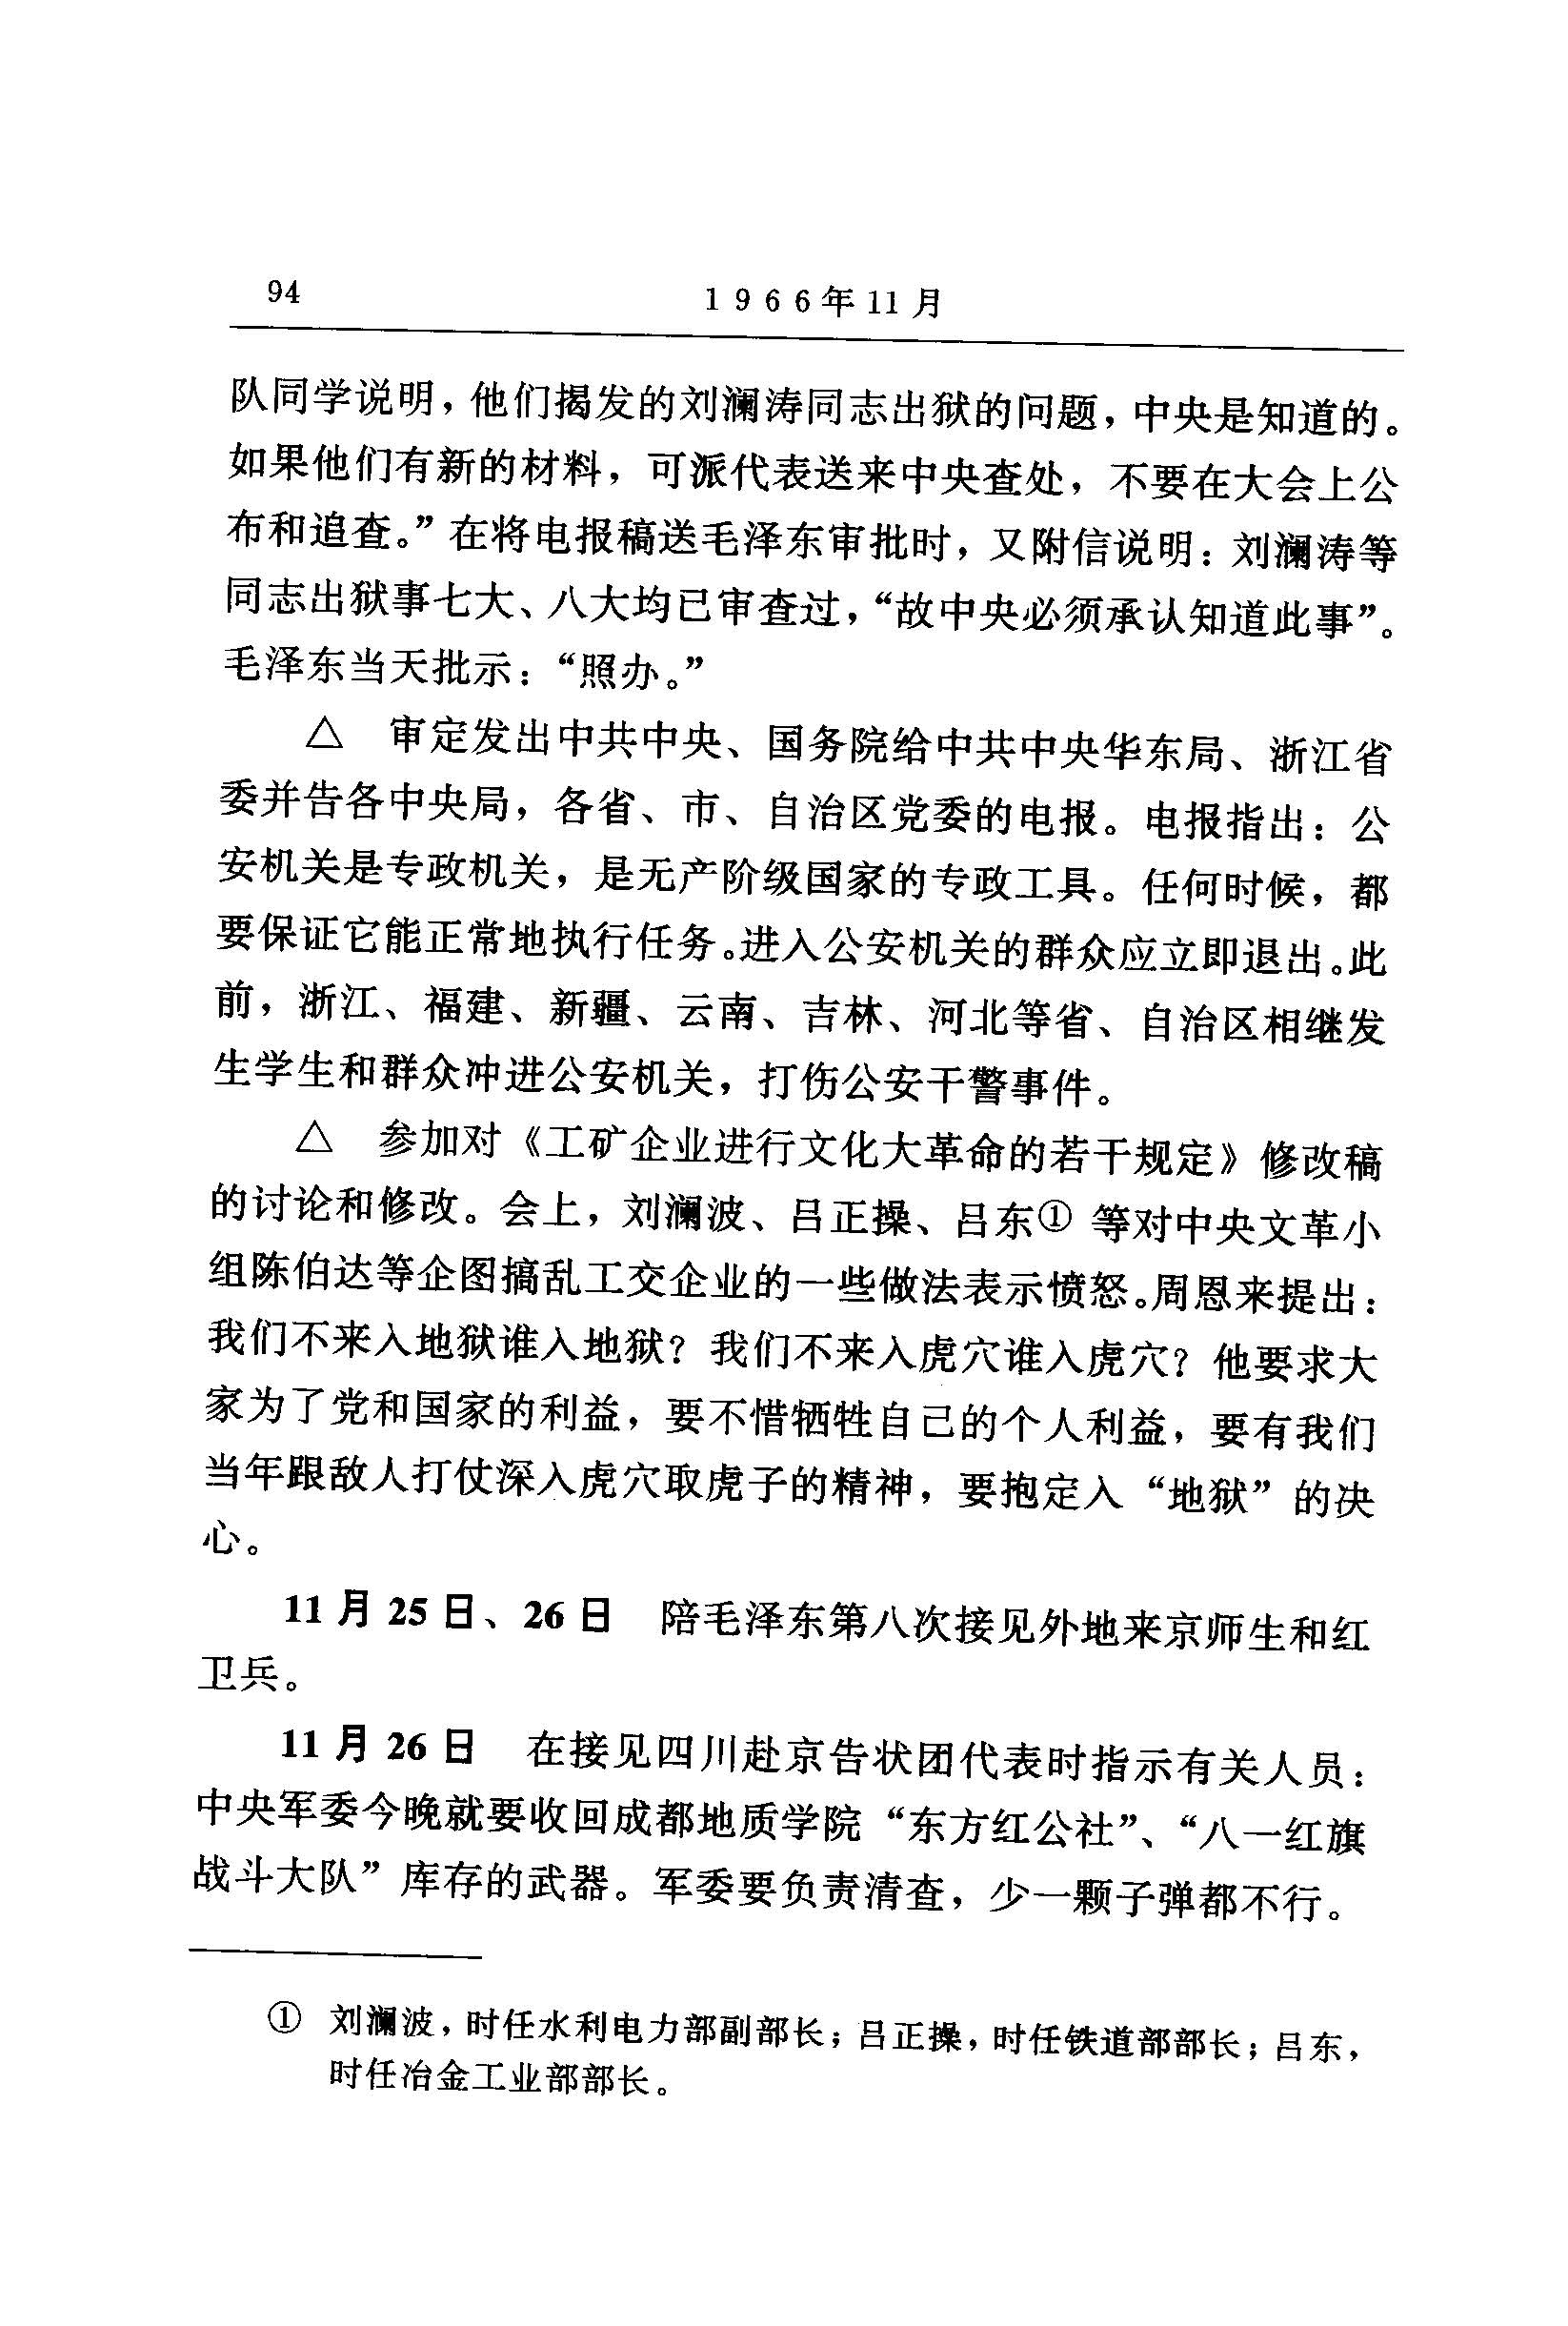 94
1966年11月
队同学说明，他们揭发的刘澜涛同志出狱的问题，中央是知道的。
如果他们有新的材料，可派代表送来中央查处，不要在大会上公
布和追查。”在将电报稿送毛泽东审批时，又附信说明：刘澜涛等
同志出狱事七大、八大均已审查过，“故中央必须承认知道此事”。
毛泽东当天批示：“照办。”
△　审定发出中共中央、国务院给中共中央华东局、浙江省
委并告各中央局，各省、市、自治区党委的电报。电报指出：公
安机关是专政机关，是无产阶级国家的专政工具。任何时候，都
要保证它能正常地执行任务。进入公安机关的群众应立即退出。此
前，浙江、福建、新疆、云南、吉林、河北等省、自治区相继发
生学生和群众冲进公安机关，打伤公安干警事件。
△　参加对《工矿企业进行文化大革命的若干规定》修改稿
的讨论和修改。会上，刘澜波、吕正操、吕东① 等对中央文革小
组陈伯达等企图搞乱工交企业的一些做法表示愤怒。周恩来提出：
我们不来入地狱谁入地狱？我们不来入虎穴谁入虎穴？他要求大
家为了党和国家的利益，要不惜牺牲自己的个人利益，要有我们
当年跟敌人打仗深入虎穴取虎子的精神，要抱定入“地狱”的决
心。
11月25日、26日　陪毛泽东第八次接见外地来京师生和红
卫兵。
11月26日　在接见四川赴京告状团代表时指示有关人员：
中央军委今晚就要收回成都地质学院“东方红公社”、“八一红旗
战斗大队”库存的武器。军委要负责清查，少一颗子弹都不行。
①　刘澜波，时任水利电力部副部长；吕正操，时任铁道部部长；吕东，
时任冶金工业部部长。